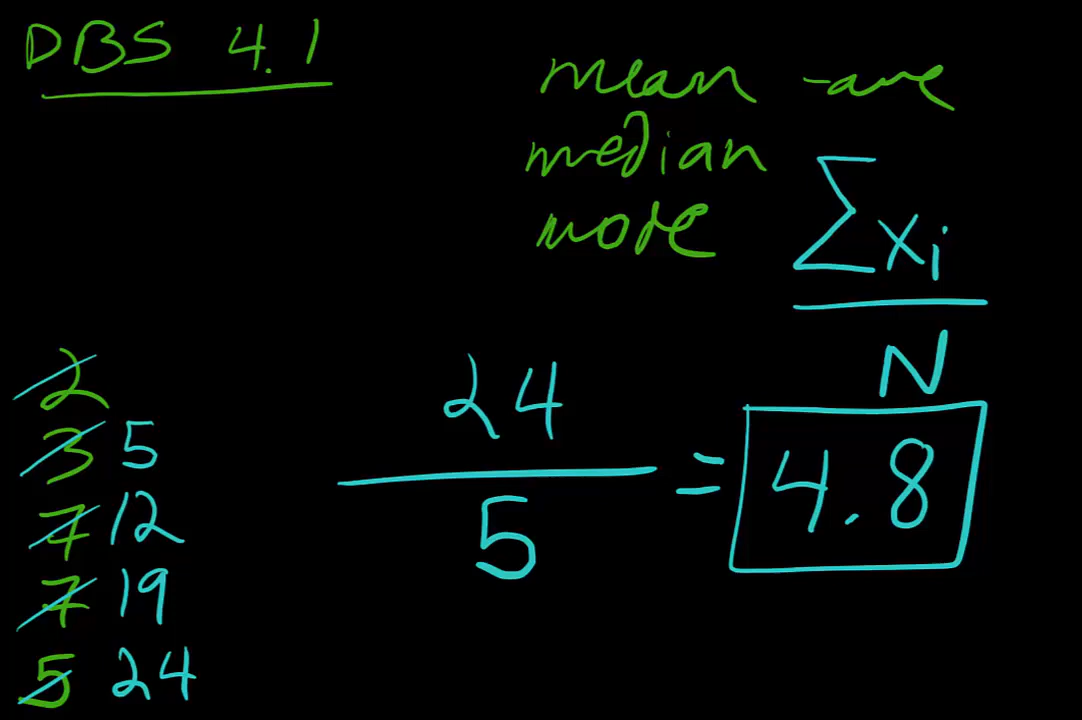 DBS 4.1
mean - ave
median
mode
Σxi
N
2
3 5
7 12
7 19
5 24
24
5
= 4.8